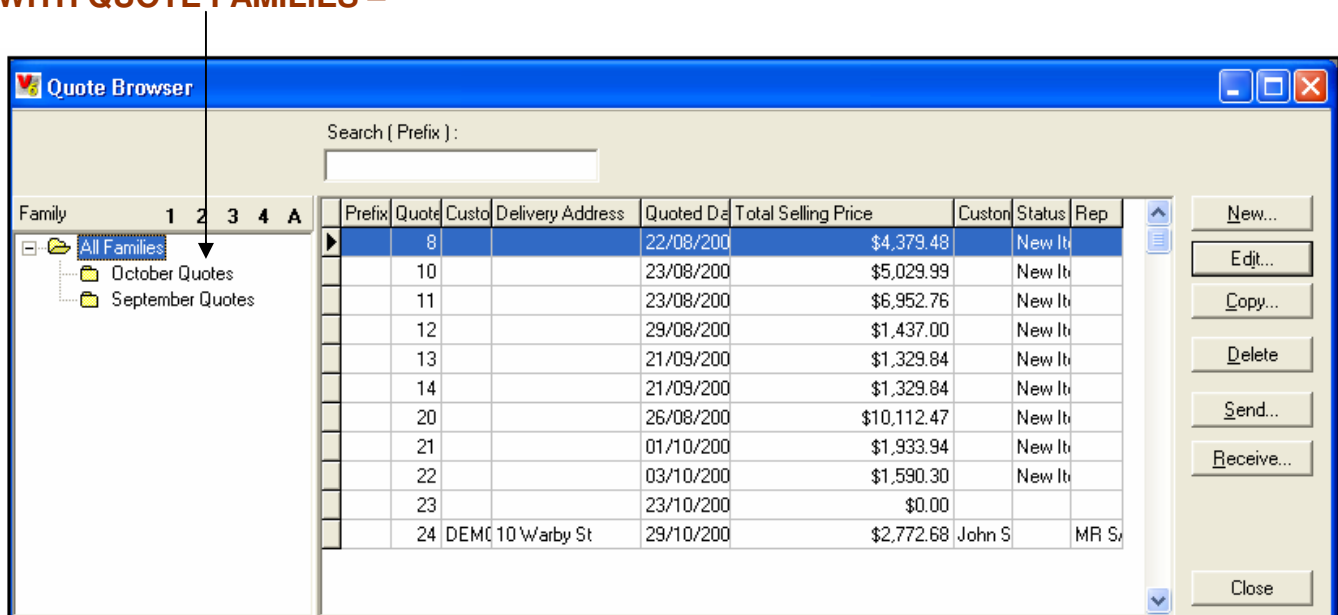 WITH QUOTE FAMILIES –
Quote Browser
Search ( Prefix ) :
Family 1 2 3 4 A
All Families
October Quotes
September Quotes
Prefix Quote Custo Delivery Address Quoted Da Total Selling Price Custom Status Rep
8 22/08/200 $4,379.48 New It
10 23/08/200 $5,029.99 New It
11 23/08/200 $6,952.76 New It
12 29/08/200 $1,437.00 New It
13 21/09/200 $1,329.84 New It
14 21/09/200 $1,329.84 New It
20 26/08/200 $10,112.47 New It
21 01/10/200 $1,933.94 New It
22 03/10/200 $1,590.30 New It
23 23/10/200 $0.00
24 DEMO 10 Warby St 29/10/200 $2,772.68 John S MR S
New...
Edit...
Copy...
Delete
Send...
Receive...
Close